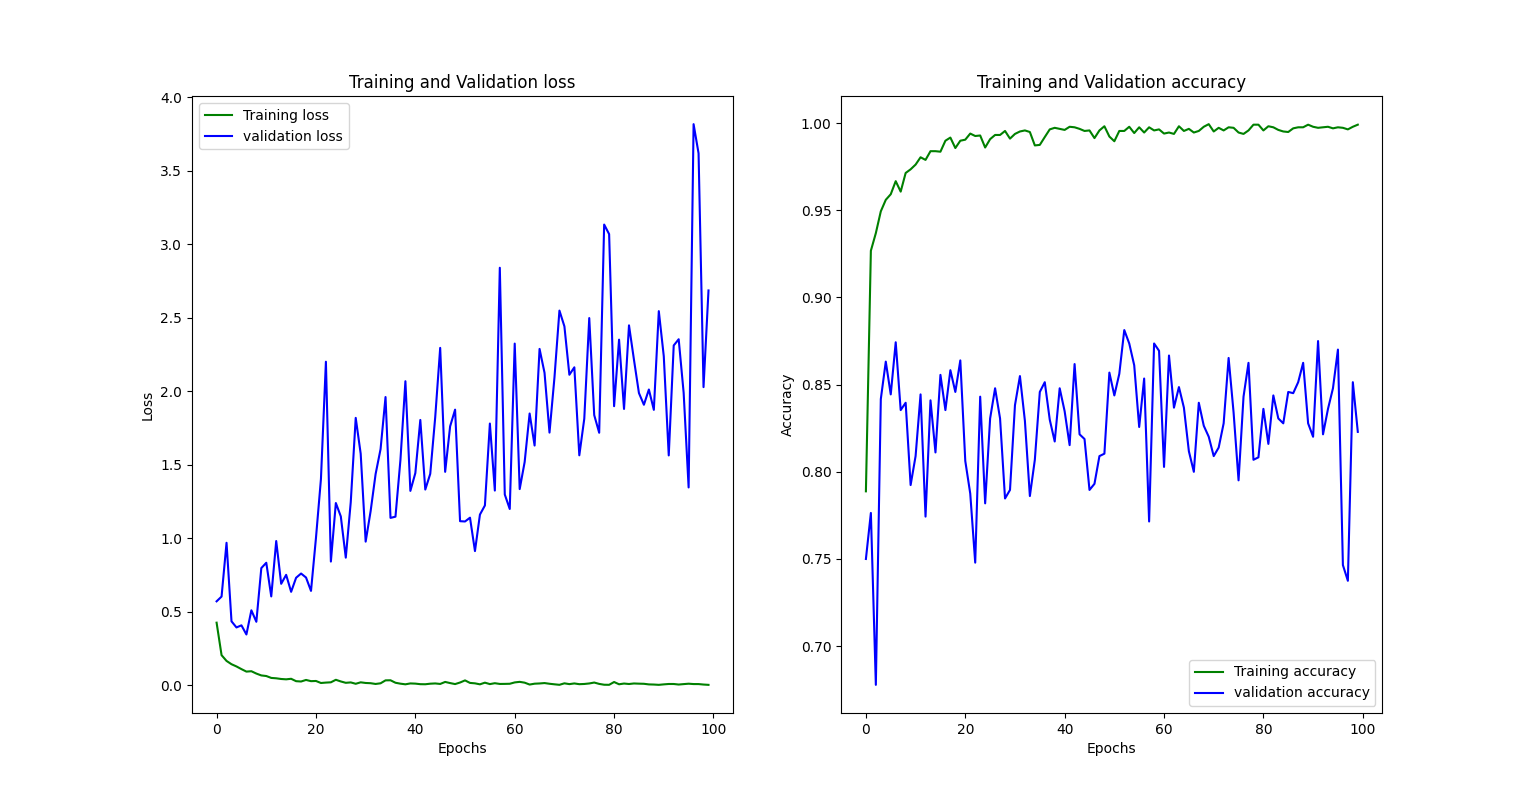 Training and Validation loss
Training loss
validation loss
4.0
3.5
3.0
2.5
2.0
1.5
1.0
0.5
0.0
Loss
0 20 40 60 80 100
Epochs
Training and Validation accuracy
1.00
0.95
0.90
0.85
0.80
0.75
0.70
Accuracy
Training accuracy
validation accuracy
0 20 40 60 80 100
Epochs